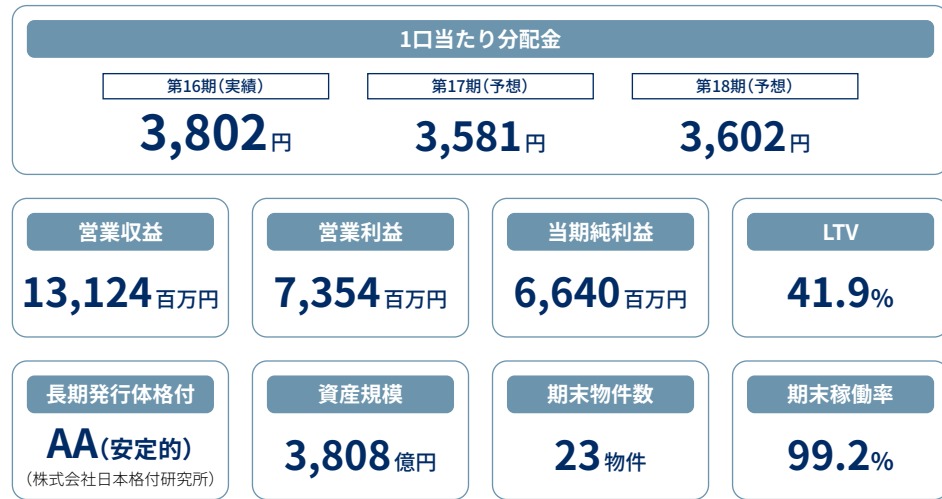 1口当たり分配金
第16期(実績) 第17期(予想) 第18期(予想)
3,802円 3,581円 3,602円
営業収益 営業利益 当期純利益 LTV
13,124百万円 7,354百万円 6,640百万円 41.9%
長期発行体格付 資産規模 期末物件数 期末稼働率
AA(安定的) 3,808億円 23物件 99.2%
(株式会社日本格付研究所)